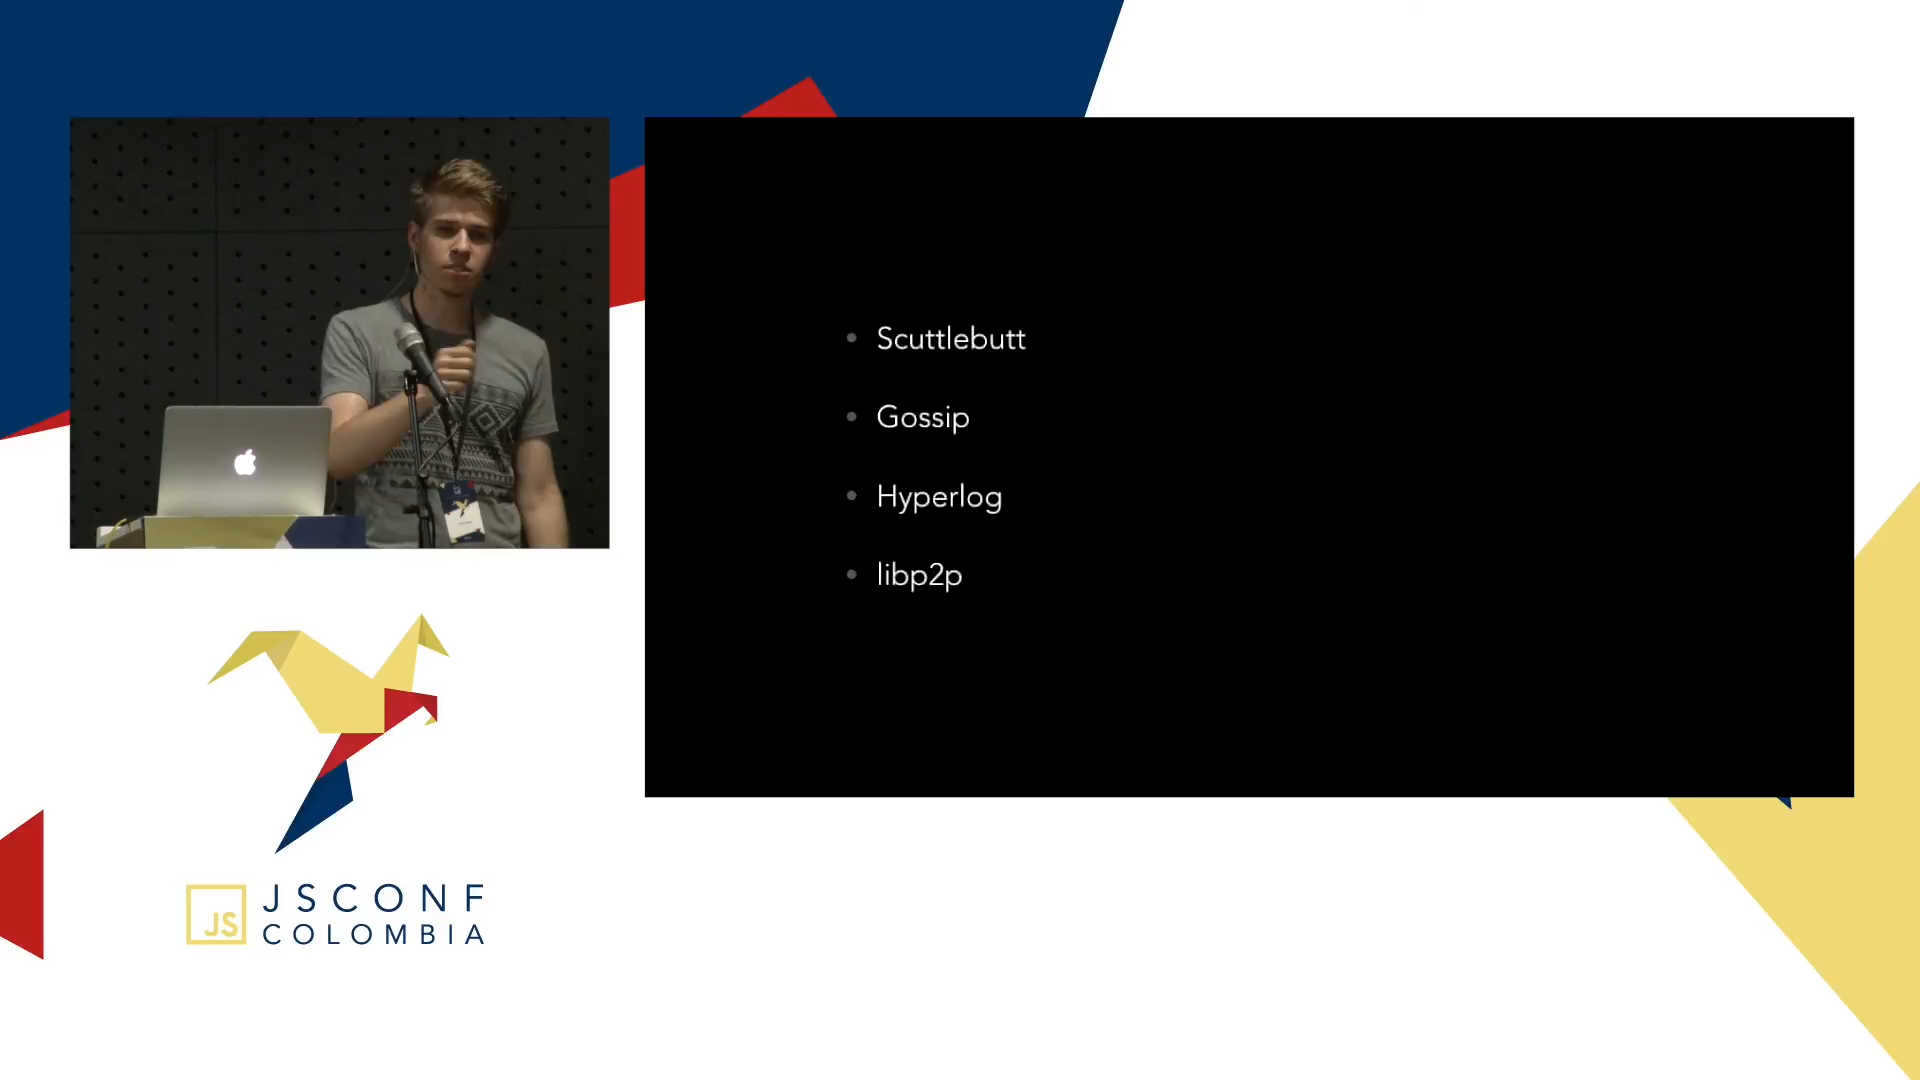 Scuttlebutt
Gossip
Hyperlog
libp2p
JS
JSCONF
COLOMBIA